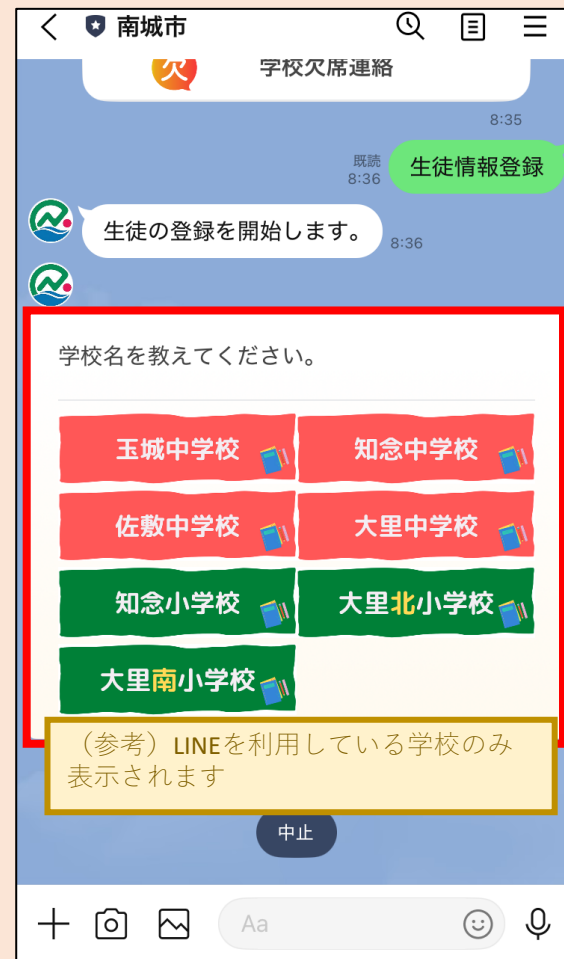 南城市
欠 学校欠席連絡
8:35
既読
8:36
生徒情報登録
生徒の登録を開始します。
8:36
学校名を教えてください。
玉城中学校 知念中学校
佐敷中学校 大里中学校
知念小学校 大里北小学校
大里南小学校
（参考）LINEを利用している学校のみ
表示されます
中止
Aa